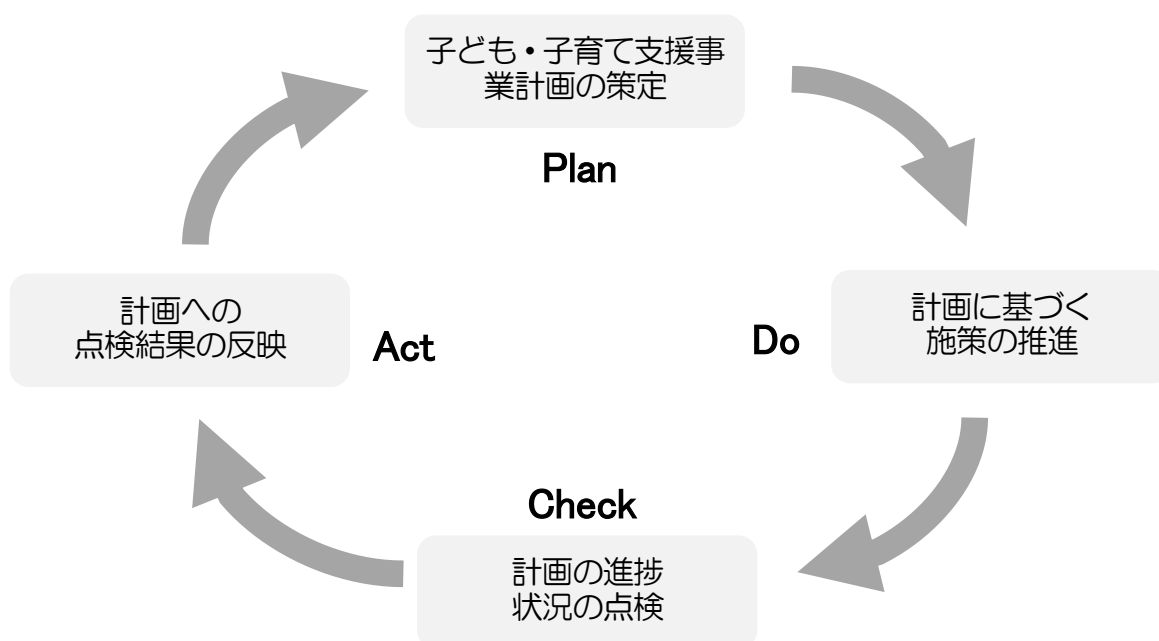 子ども・子育て支援事
業計画の策定
Plan
計画に基づく
施策の推進
Do
Check
計画の進捗
状況の点検
計画への
点検結果の反映
Act